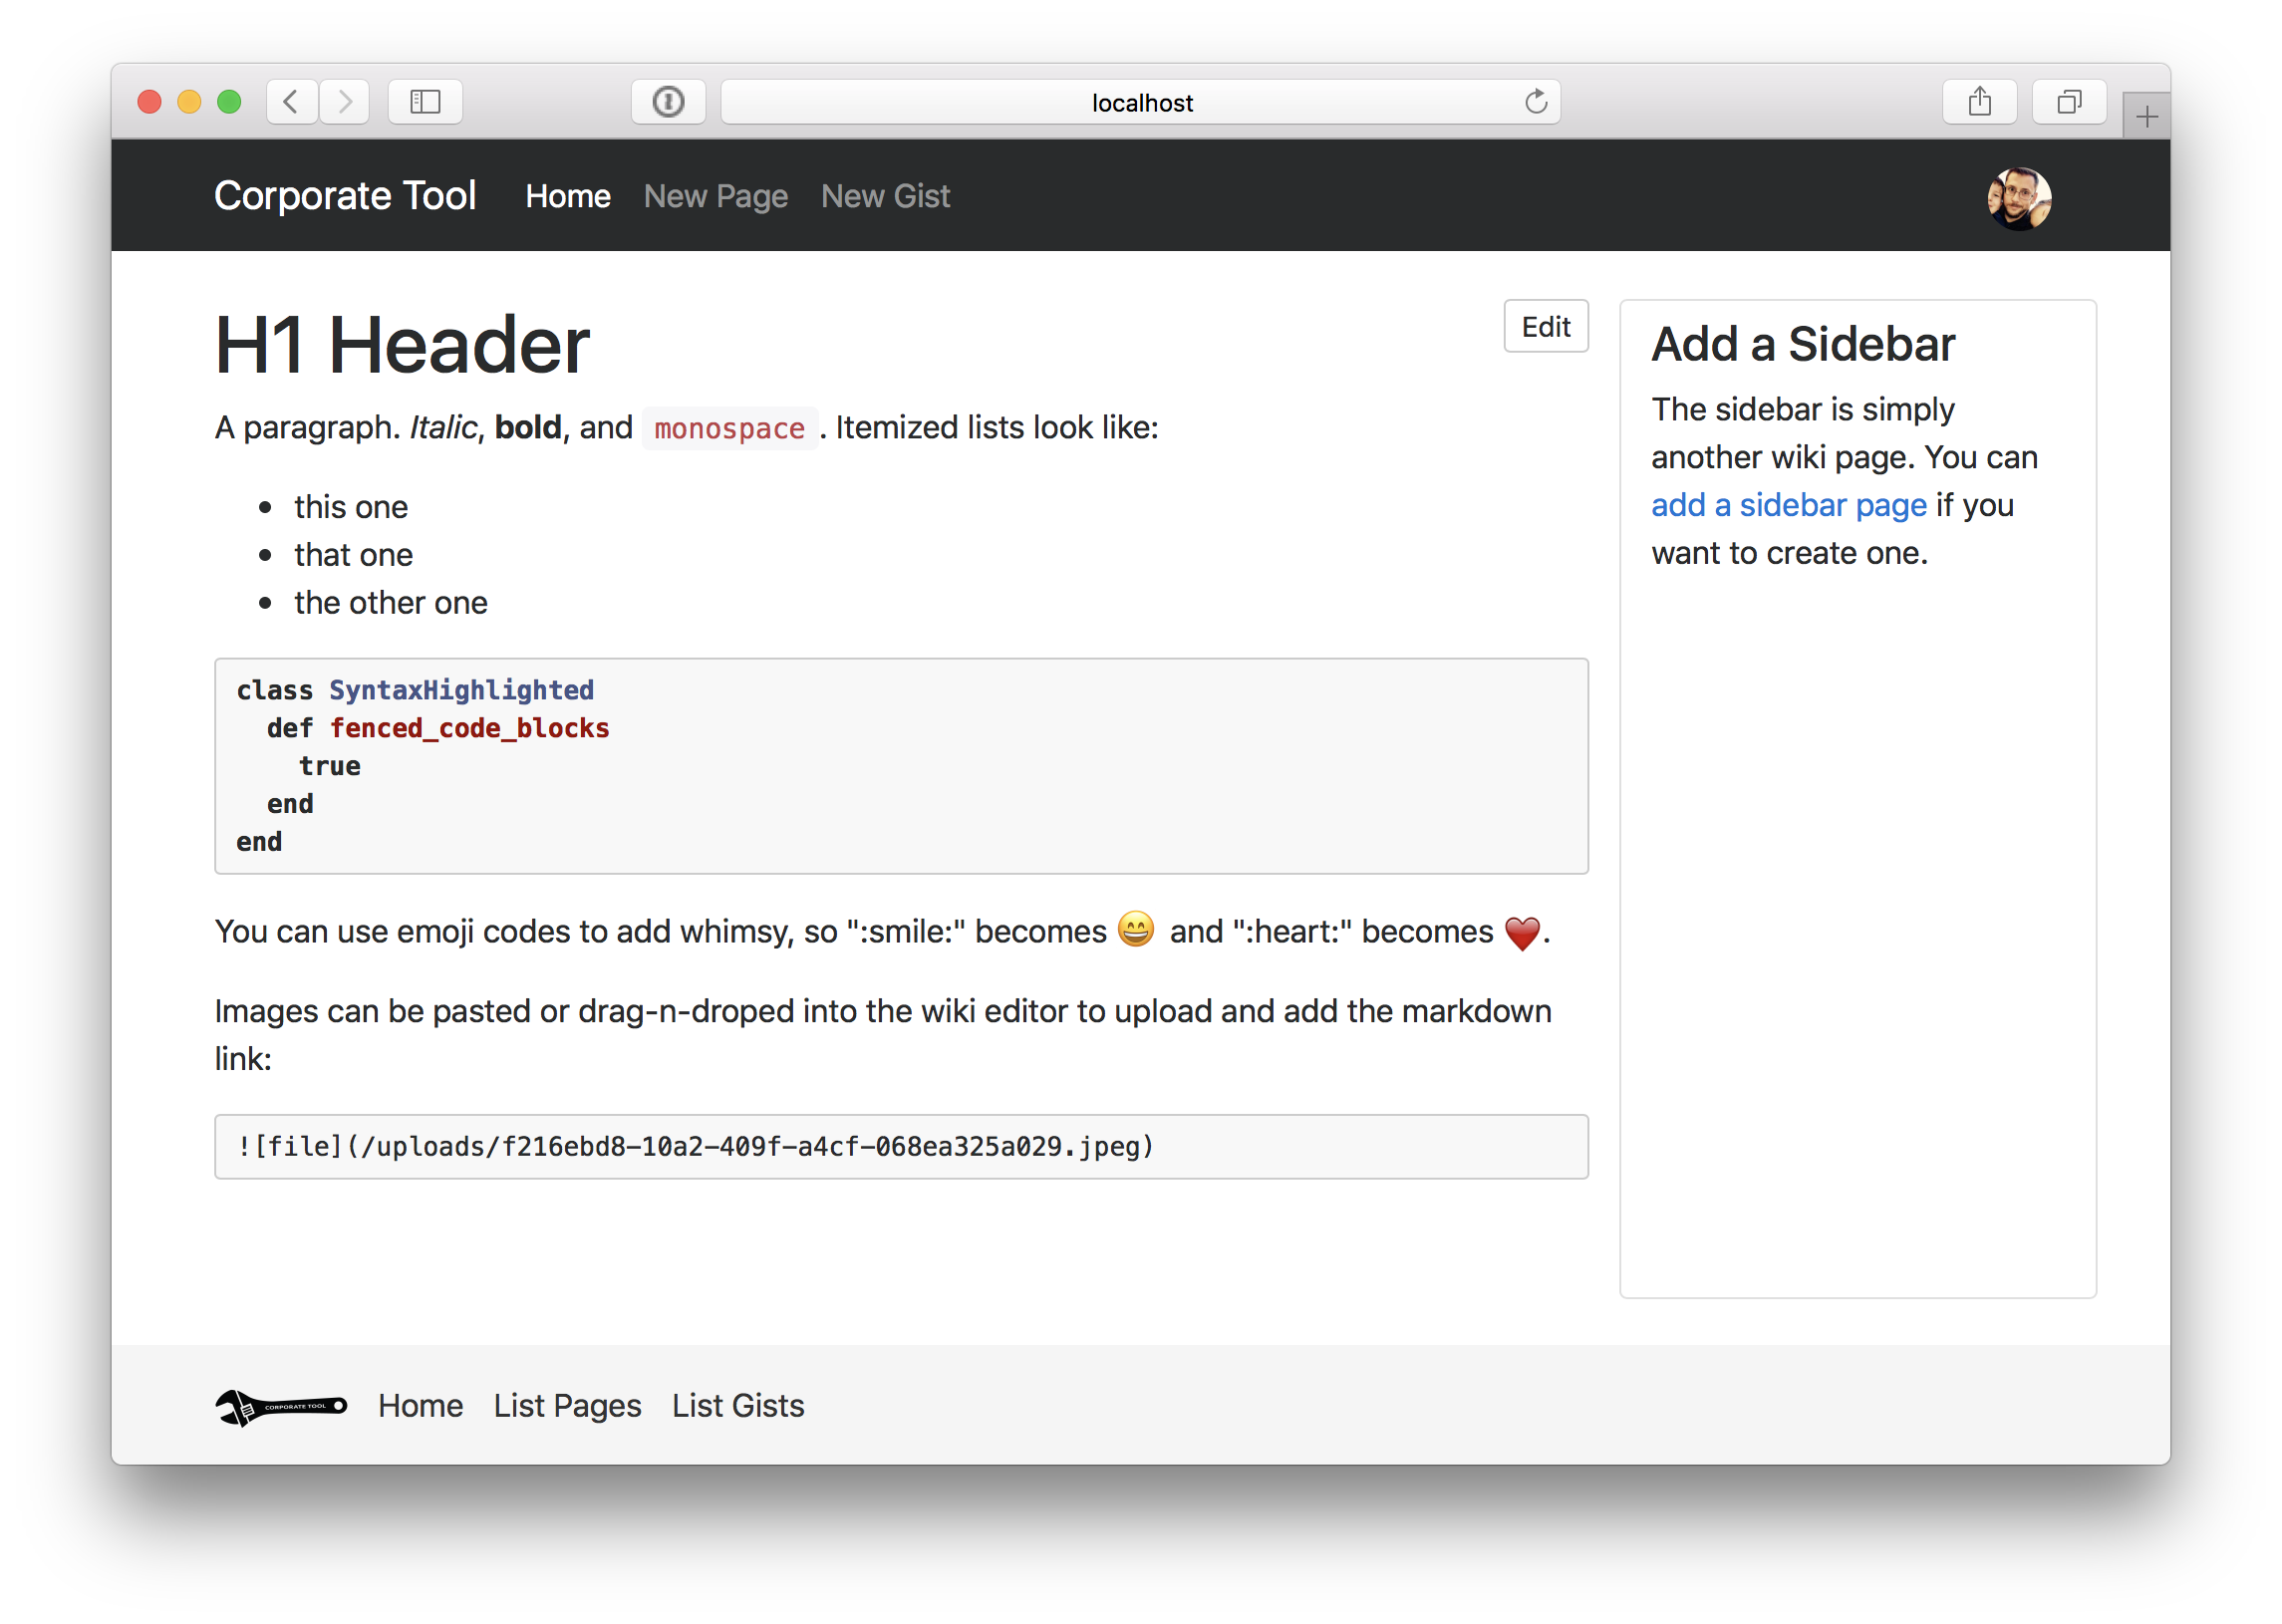 localhost
Corporate Tool Home New Page New Gist
H1 Header
Edit
A paragraph. Italic, bold, and monospace . Itemized lists look like:
• this one
• that one
• the other one
class SyntaxHighlighted
  def fenced_code_blocks
    true
  end
end
You can use emoji codes to add whimsy, so ":smile:" becomes 😄 and ":heart:" becomes ❤️.
Images can be pasted or drag-n-droped into the wiki editor to upload and add the markdown
link:
![file](/uploads/f216ebd8-10a2-409f-a4cf-068ea325a029.jpeg)
Add a Sidebar
The sidebar is simply
another wiki page. You can
add a sidebar page if you
want to create one.
CORPORATE TOOL Home List Pages List Gists